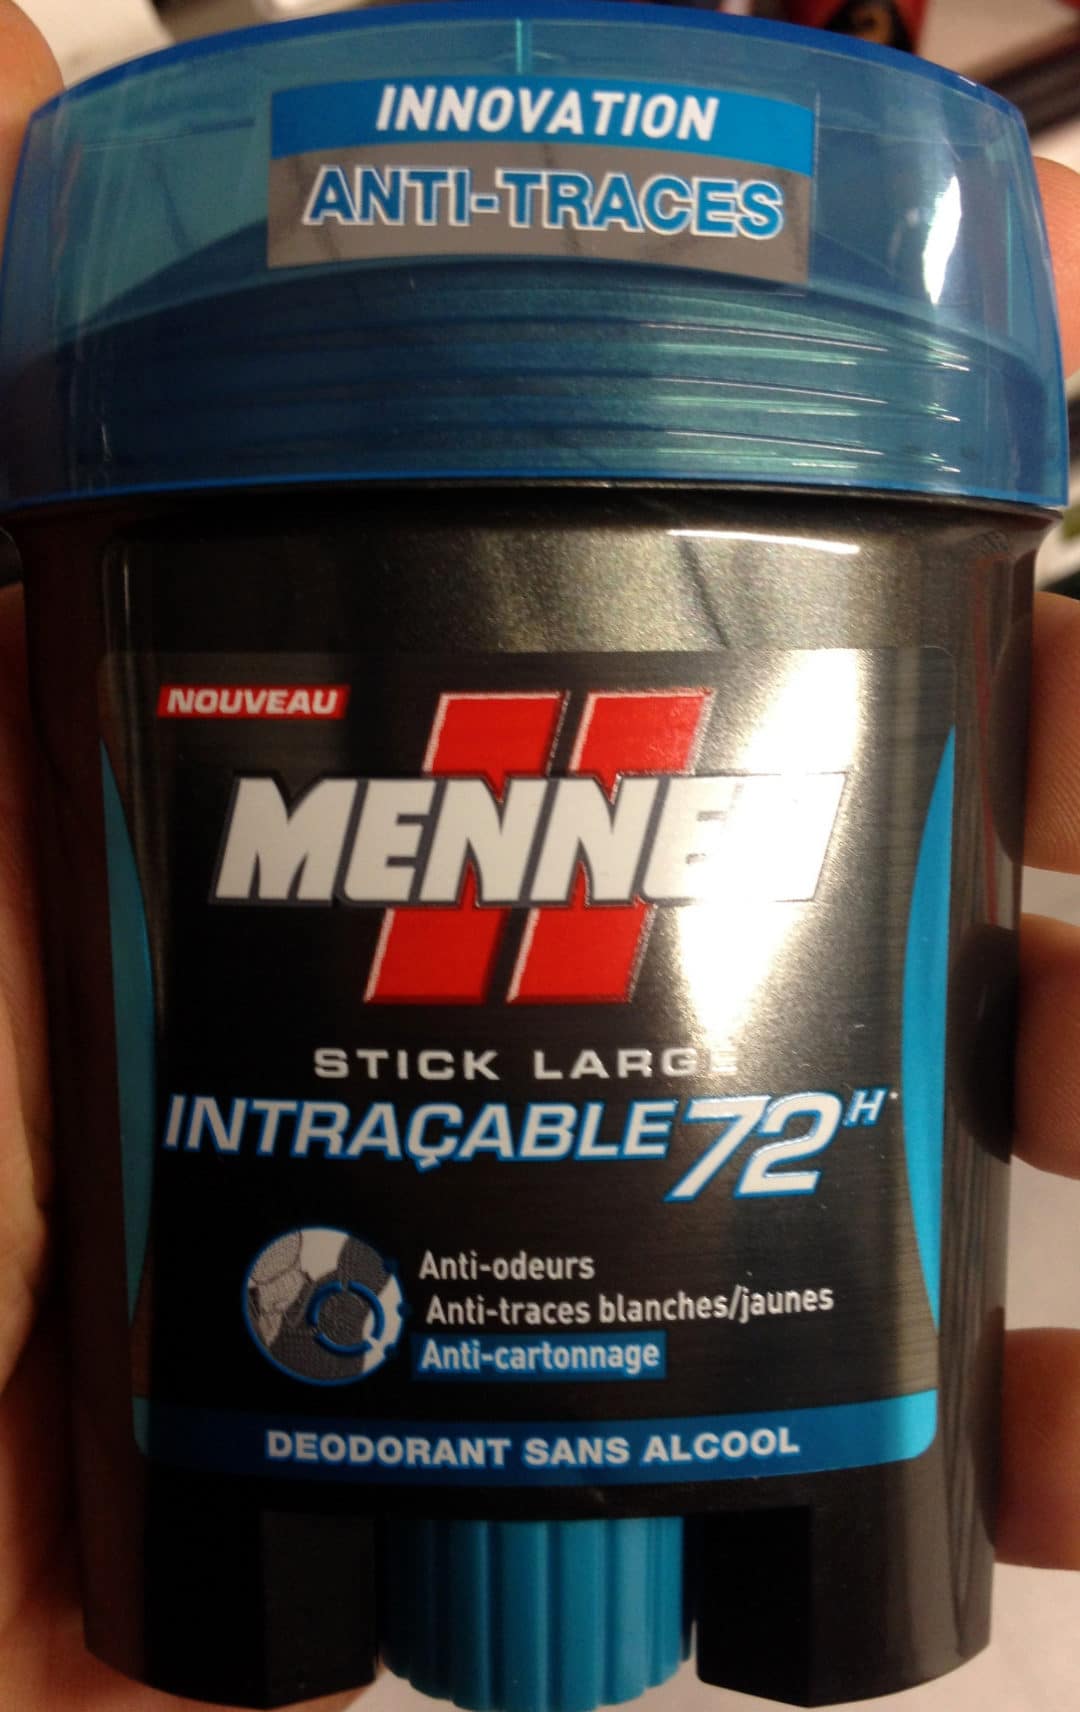 INNOVATION
ANTI-TRACES
NOUVEAU
MENNEN
STICK LARGE
INTRAÇABLE 72H*
Anti-odeurs
Anti-traces blanches/jaunes
Anti-cartonnage
DEODORANT SANS ALCOOL